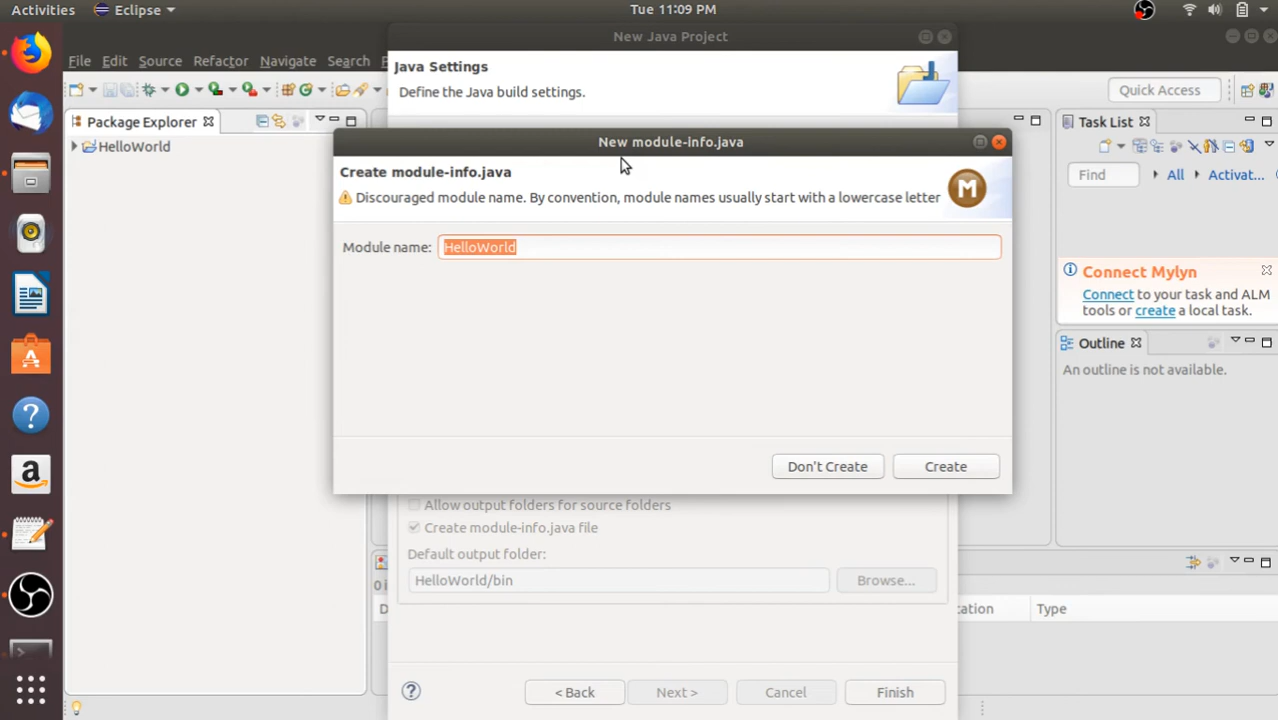 Activities Eclipse Tue 11:09 PM
New Java Project
File Edit Source Refactor Navigate Search
Java Settings
Define the Java build settings.
Quick Access
Package Explorer
HelloWorld
New module-info.java
Create module-info.java
Discouraged module name. By convention, module names usually start with a lowercase letter
M
Module name: HelloWorld
Don't Create Create
Task List
Find All Activat...
Connect Mylyn
Connect to your task and ALM
tools or create a local task.
Outline
An outline is not available.
Allow output folders for source folders
Create module-info.java file
Default output folder:
HelloWorld/bin Browse...
0
D
cation Type
< Back Next > Cancel Finish